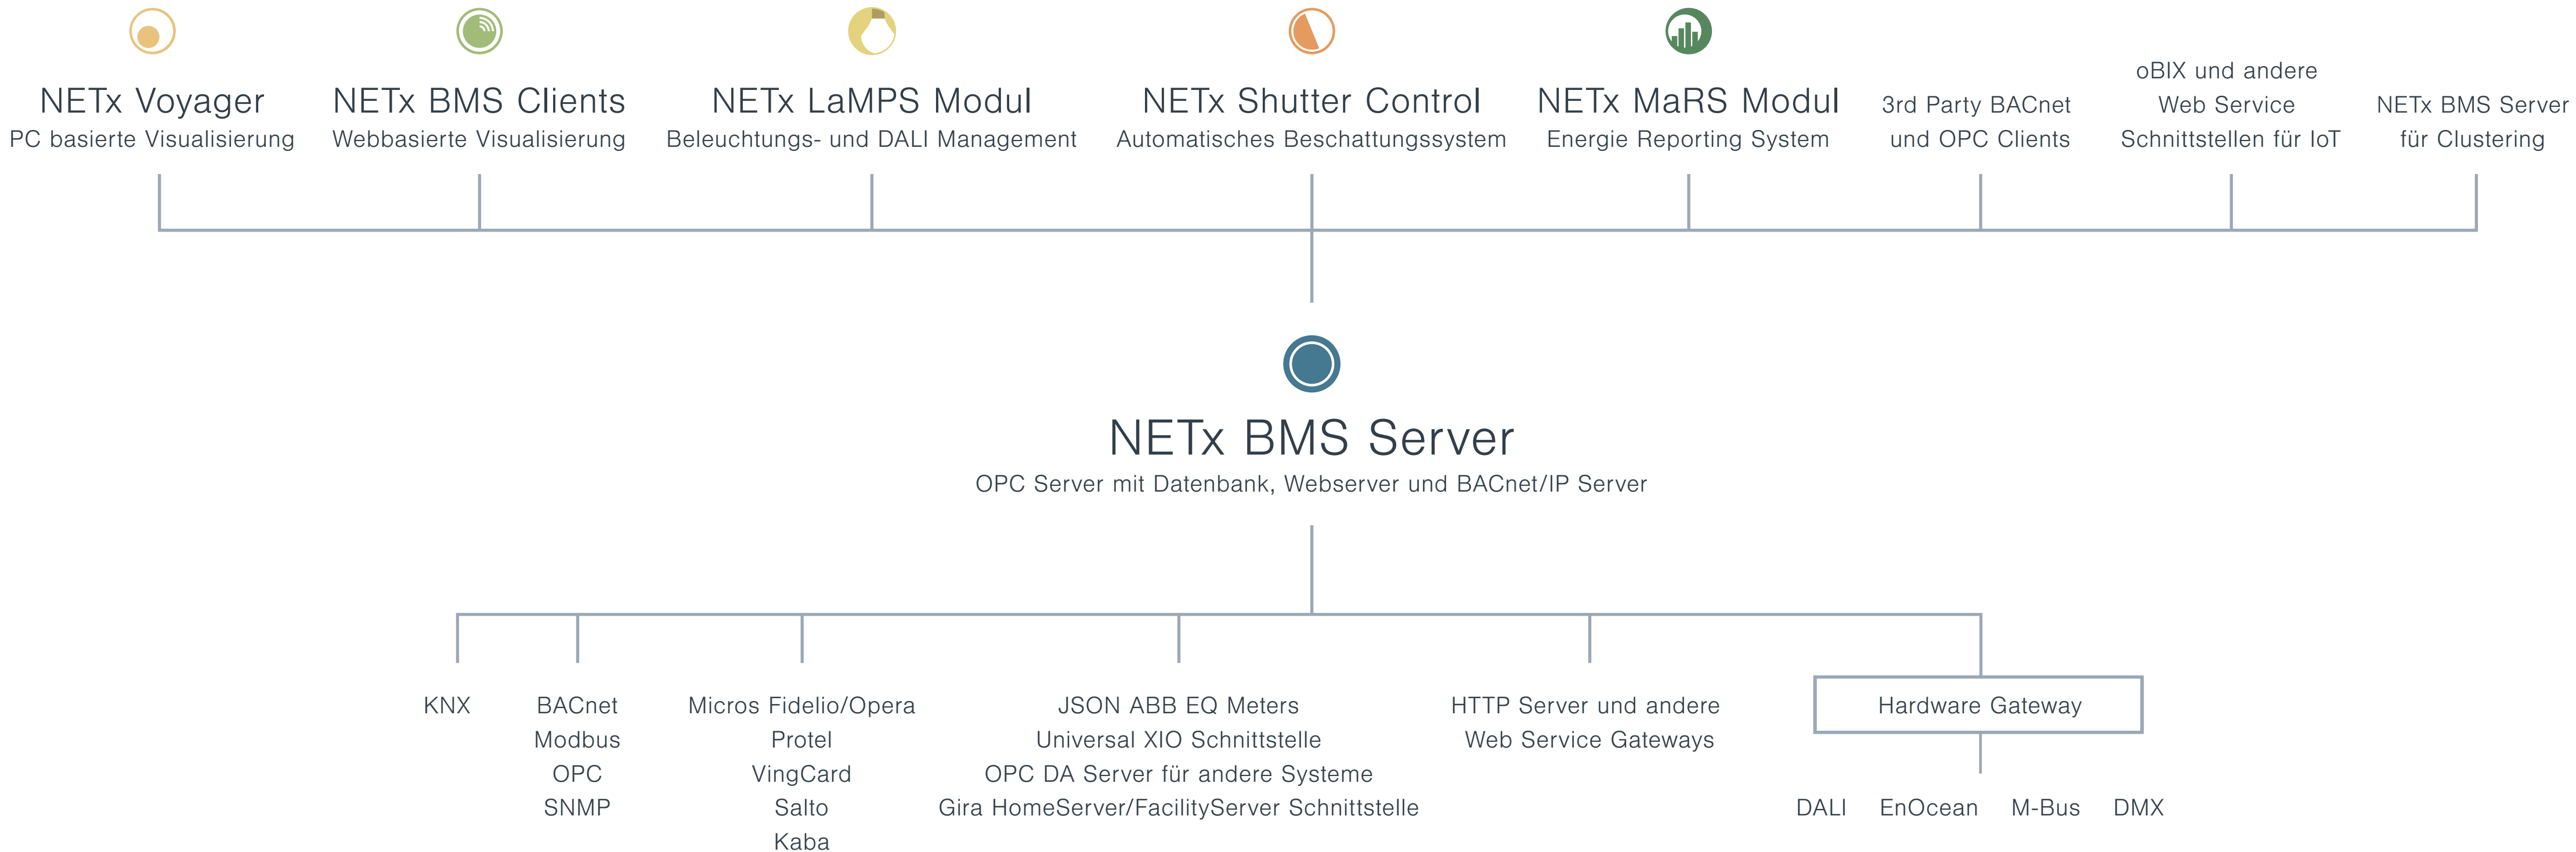 NETx Voyager
PC basierte Visualisierung
NETx BMS Clients
Webbasierte Visualisierung
NETx LaMPS Modul
Beleuchtungs- und DALI Management
NETx Shutter Control
Automatisches Beschattungssystem
NETx MaRS Modul
Energie Reporting System
3rd Party BACnet
und OPC Clients
oBIX und andere
Web Service
Schnittstellen für IoT
NETx BMS Server
für Clustering
NETx BMS Server
OPC Server mit Datenbank, Webserver und BACnet/IP Server
KNX
BACnet
Modbus
OPC
SNMP
Micros Fidelio/Opera
Protel
VingCard
Salto
Kaba
JSON ABB EQ Meters
Universal XIO Schnittstelle
OPC DA Server für andere Systeme
Gira HomeServer/FacilityServer Schnittstelle
HTTP Server und andere
Web Service Gateways
Hardware Gateway
DALI EnOcean M-Bus DMX